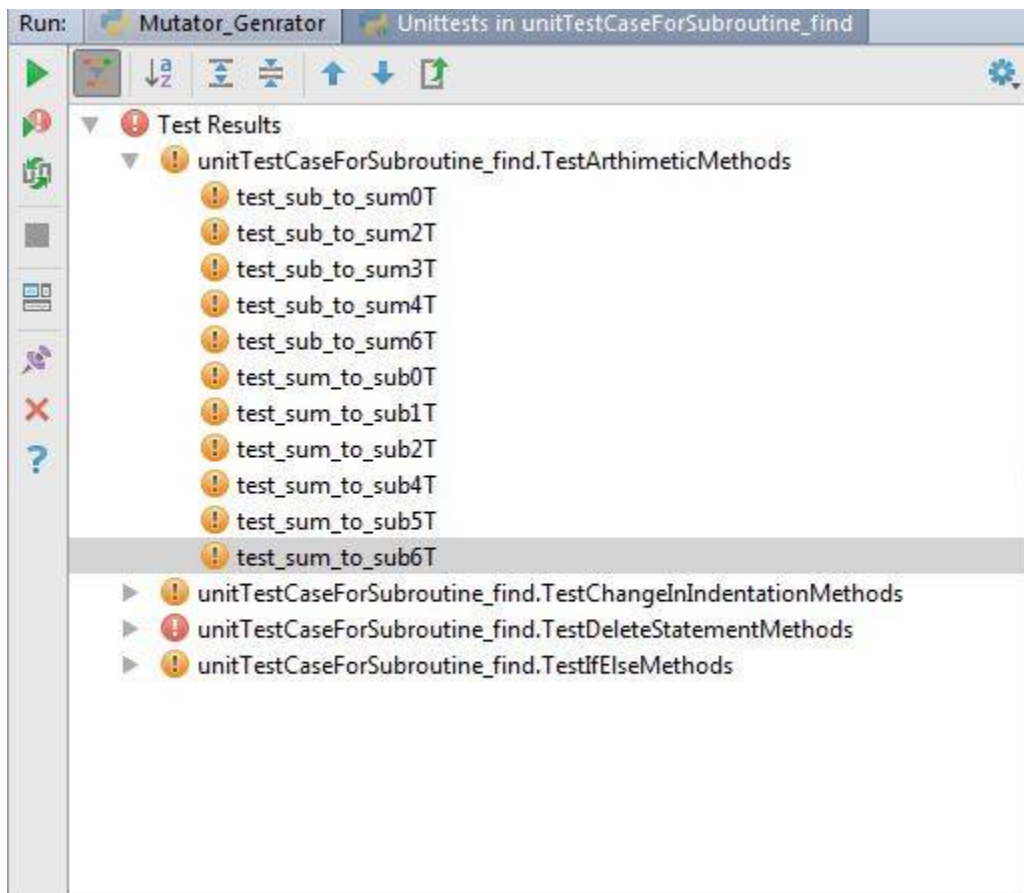 Run: Mutator_Genrator Unittests in unitTestCaseForSubroutine_find
Test Results
unitTestCaseForSubroutine_find.TestArthimeticMethods
test_sub_to_sum0T
test_sub_to_sum2T
test_sub_to_sum3T
test_sub_to_sum4T
test_sub_to_sum6T
test_sum_to_sub0T
test_sum_to_sub1T
test_sum_to_sub2T
test_sum_to_sub4T
test_sum_to_sub5T
test_sum_to_sub6T
unitTestCaseForSubroutine_find.TestChangeInIndentationMethods
unitTestCaseForSubroutine_find.TestDeleteStatementMethods
unitTestCaseForSubroutine_find.TestIfElseMethods